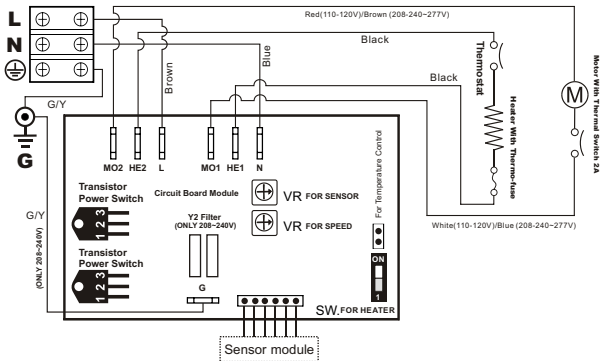 L
N
G/Y
G
G/Y
(ONLY 208~240V)
Red(110-120V)/Brown (208-240~277V)
Black
Black
Brown
Blue
Thermostat
Heater With Thermo-fuse
M
Motor With Thermal Switch 2A
MO2 HE2 L MO1 HE1 N
Transistor
Power Switch
1 2 3
Circuit Board Module
VR FOR SENSOR
VR FOR SPEED
Y2 Filter
(ONLY 208~240V)
For Temperature Control
White(110-120V)/Blue (208-240~277V)
Transistor
Power Switch
1 2 3
G
ON
1
SW. FOR HEATER
Sensor module